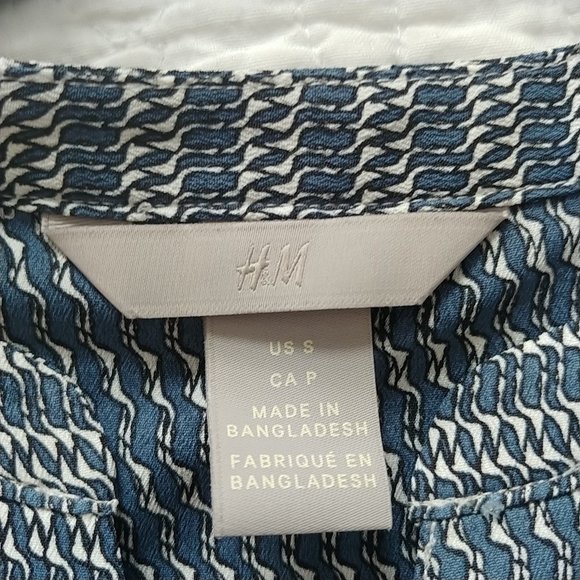 H&M
US S
CA P
MADE IN
BANGLADESH
FABRIQUÉ EN
BANGLADESH